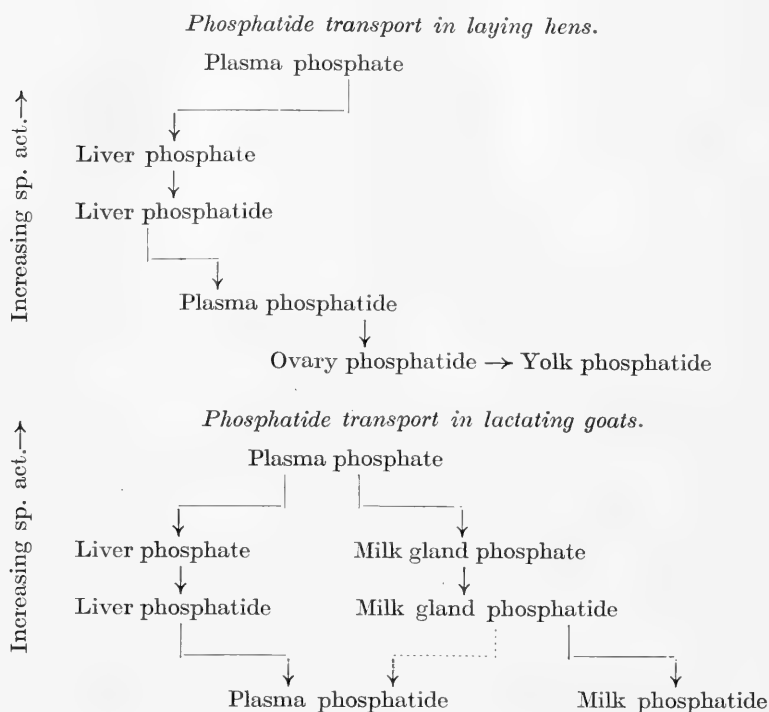 Phosphatide transport in laying hens.
Increasing sp. act.→
Plasma phosphate
Liver phosphate
Liver phosphatide
Plasma phosphatide
Ovary phosphatide → Yolk phosphatide
Phosphatide transport in lactating goats.
Increasing sp. act.→
Plasma phosphate
Liver phosphate Milk gland phosphate
Liver phosphatide Milk gland phosphatide
Plasma phosphatide Milk phosphatide